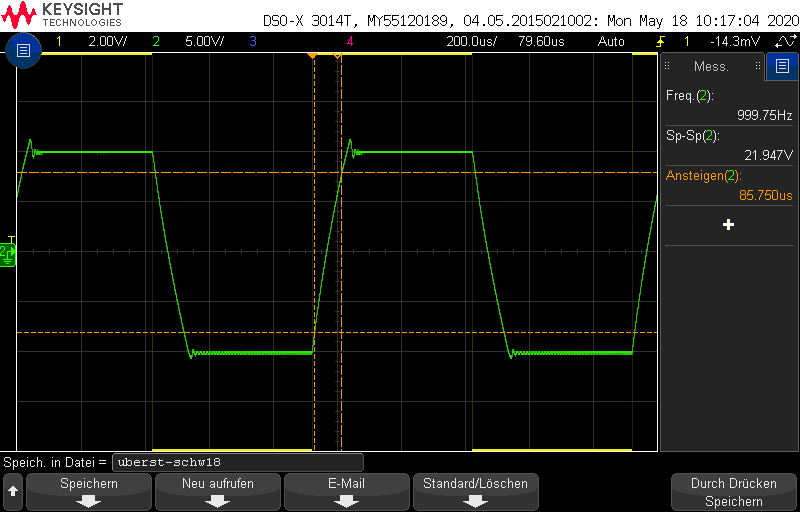 KEYSIGHT
TECHNOLOGIES
DSO-X 3014T, MY55120189, 04.05.2015021002: Mon May 18 10:17:04 2020
1 2.00V/ 2 5.00V/ 3 4 200.0us/ 79.60us Auto 1 -14.3mV
Mess.
Freq.(2):
999.75Hz
Sp-Sp(2):
21.947V
Ansteigen(2):
85.750us
+
T
2
Speich. in Datei = uberst-schw18
Speichern
Neu aufrufen
E-Mail
Standard/Löschen
Durch Drücken
Speichern